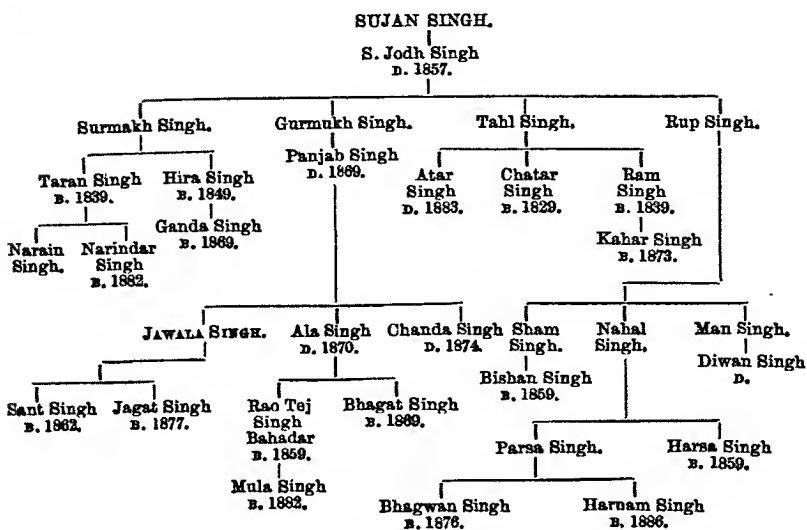 SUJAN SINGH.
S. Jodh Singh
D. 1857.
Surmakh Singh. Gurmukh Singh. Tahl Singh. Rup Singh.
Panjab Singh
D. 1869.
Taran Singh
B. 1839.
Hira Singh
B. 1849.
Atar
Singh
D. 1883.
Chatar
Singh
B. 1829.
Ram
Singh
B. 1839.
Ganda Singh
B. 1869.
Kahar Singh
B. 1873.
Narain
Singh.
Narindar
Singh
B. 1882.
JAWALA SINGH.
Ala Singh
D. 1870.
Chanda Singh
D. 1874.
Sham
Singh.
Nahal
Singh.
Man Singh.
Bishan Singh
B. 1859.
Diwan Singh
D.
Sant Singh
B. 1862.
Jagat Singh
B. 1877.
Rao Tej
Singh
Bahadar
B. 1859.
Bhagat Singh
B. 1869.
Parsa Singh.
Harsa Singh
B. 1859.
Mula Singh
B. 1882.
Bhagwan Singh
B. 1876.
Harnam Singh
B. 1886.